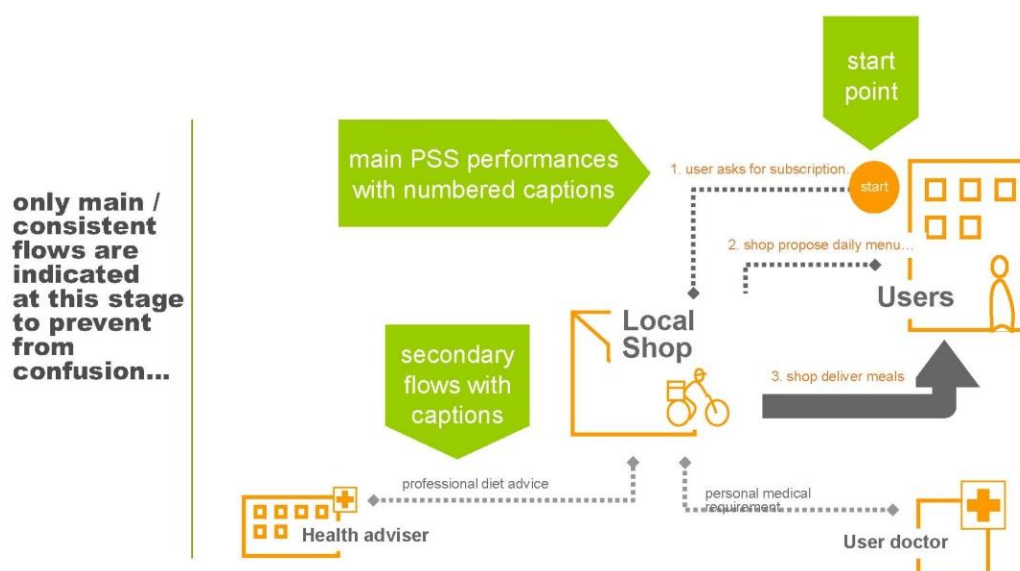 only main /
consistent
flows are
indicated
at this stage
to prevent
from
confusion...
start
point
main PSS performances
with numbered captions
1. user asks for subscription...
start
2. shop propose daily menu...
Users
Local
Shop
secondary
flows with
captions
3. shop deliver meals
professional diet advice
personal medical
requirement
Health adviser
User doctor